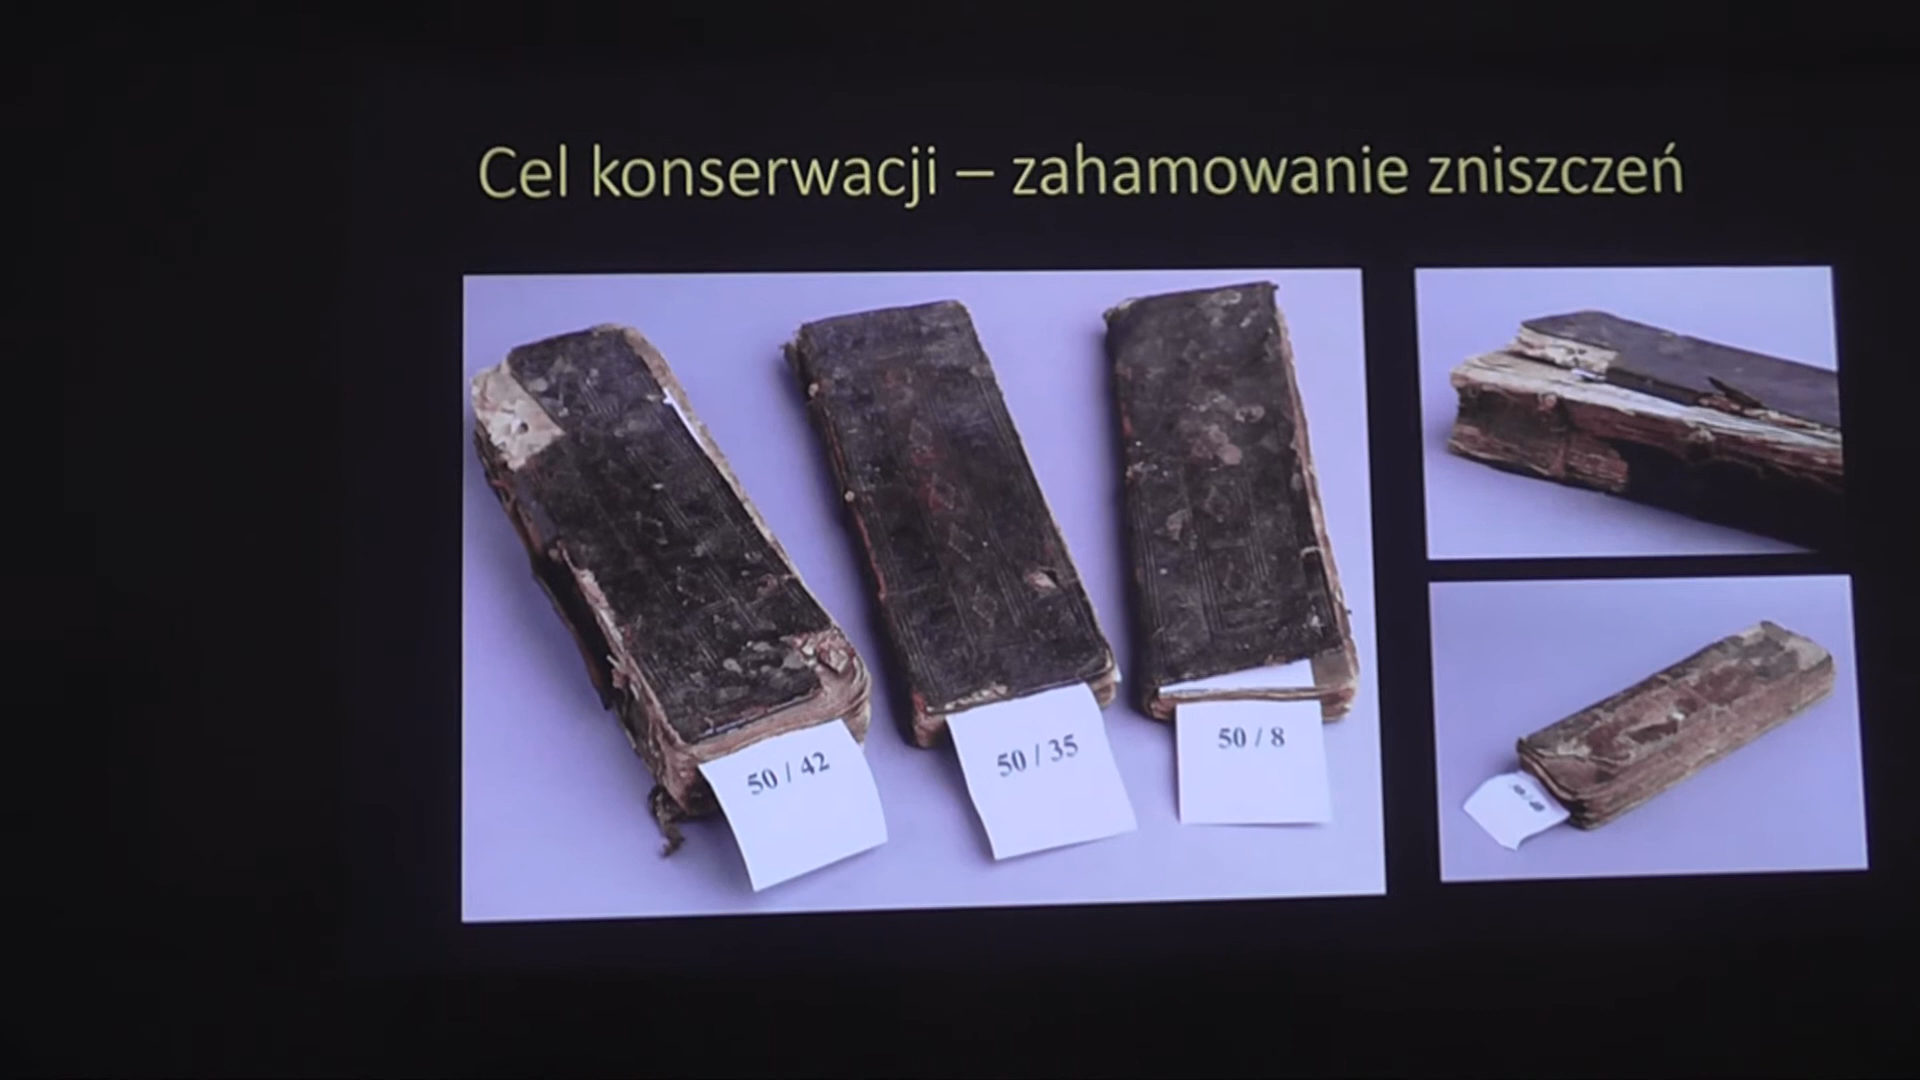 Cel konserwacji – zahamowanie zniszczeń
50 / 42
50 / 35
50 / 8